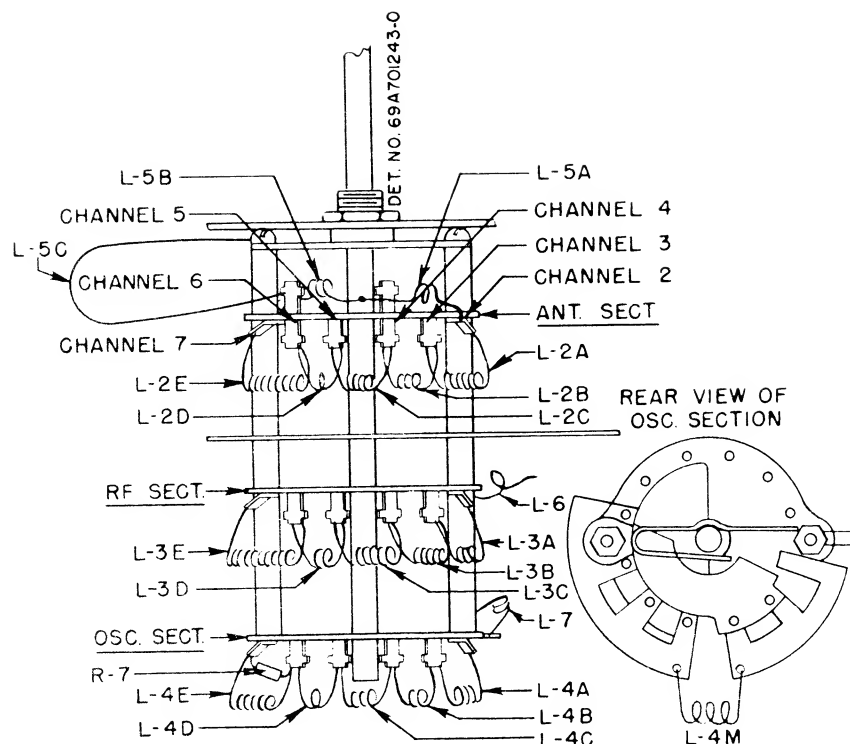 DET. NO. 69A701243-0
L-5B
L-5A
CHANNEL 5
CHANNEL 4
L-5C
CHANNEL 3
CHANNEL 6
CHANNEL 2
ANT. SECT
CHANNEL 7
L-2A
L-2E
L-2B
L-2D
L-2C
REAR VIEW OF
OSC. SECTION
RF SECT.
L-6
L-3E
L-3A
L-3B
L-3D
L-3C
L-7
OSC. SECT.
R-7
L-4E
L-4A
L-4D
L-4B
L-4C
L-4M